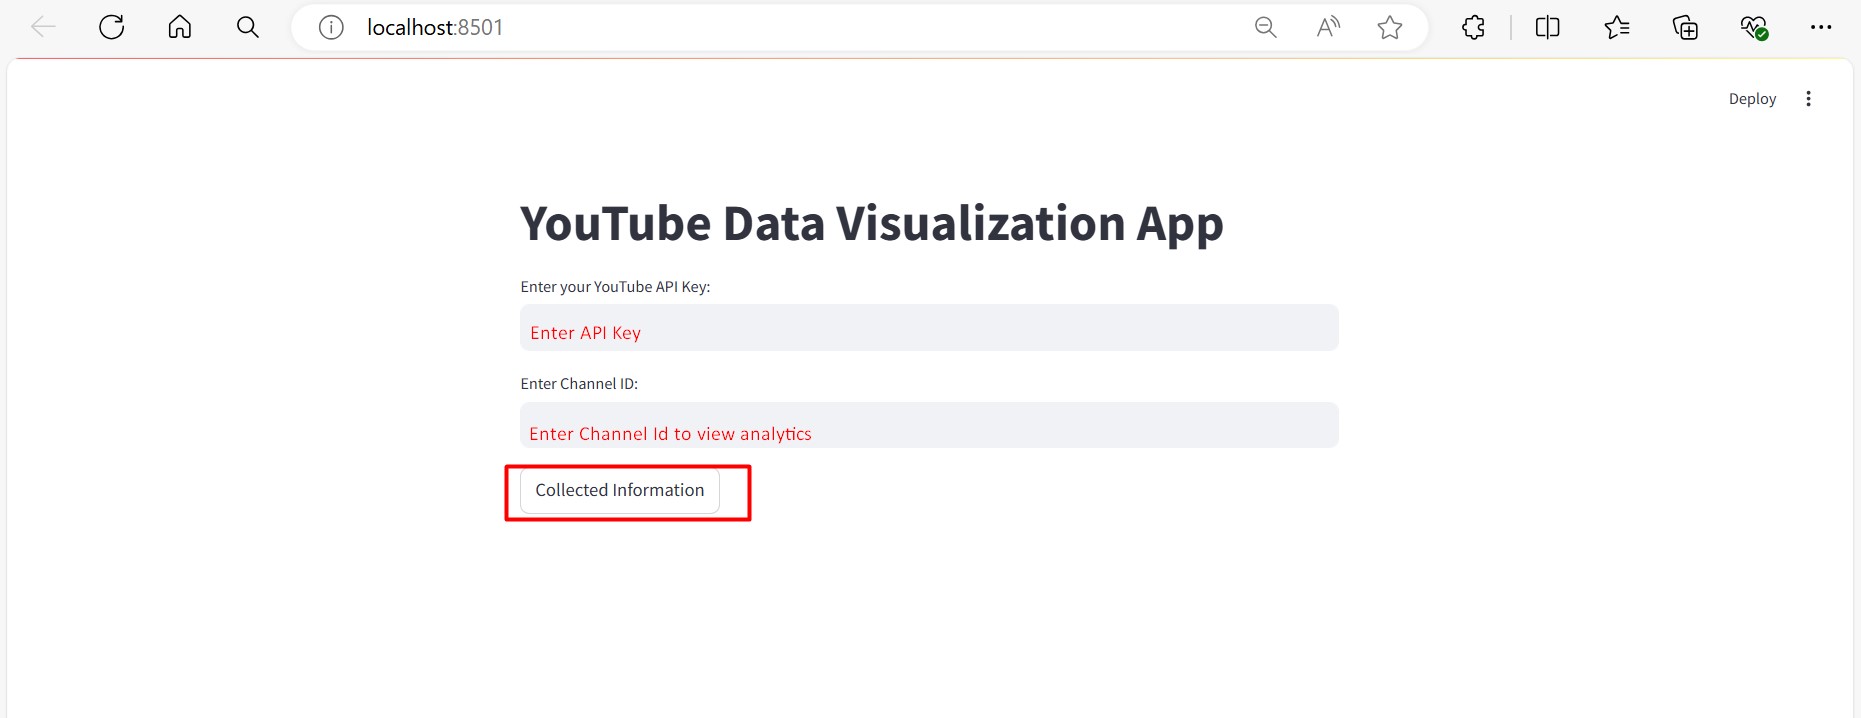 localhost:8501
Deploy
YouTube Data Visualization App
Enter your YouTube API Key:
Enter API Key
Enter Channel ID:
Enter Channel Id to view analytics
Collected Information